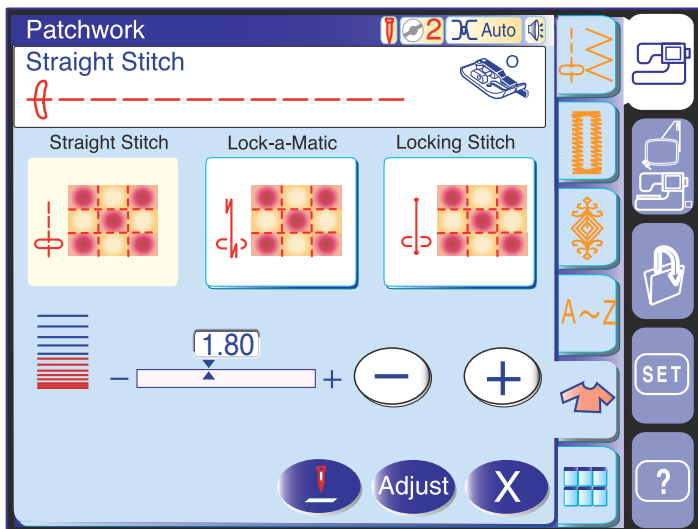 Patchwork 2 Auto
Straight Stitch
Straight Stitch Lock-a-Matic Locking Stitch
A~Z
1.80
− + − +
SET
Adjust X
?